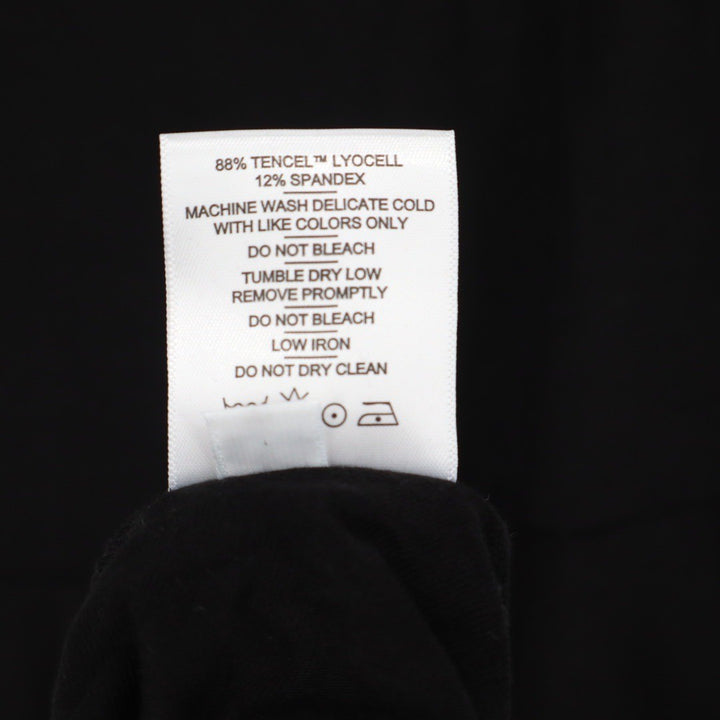 88% TENCEL™ LYOCELL
12% SPANDEX
MACHINE WASH DELICATE COLD
WITH LIKE COLORS ONLY
DO NOT BLEACH
TUMBLE DRY LOW
REMOVE PROMPTLY
DO NOT BLEACH
LOW IRON
DO NOT DRY CLEAN